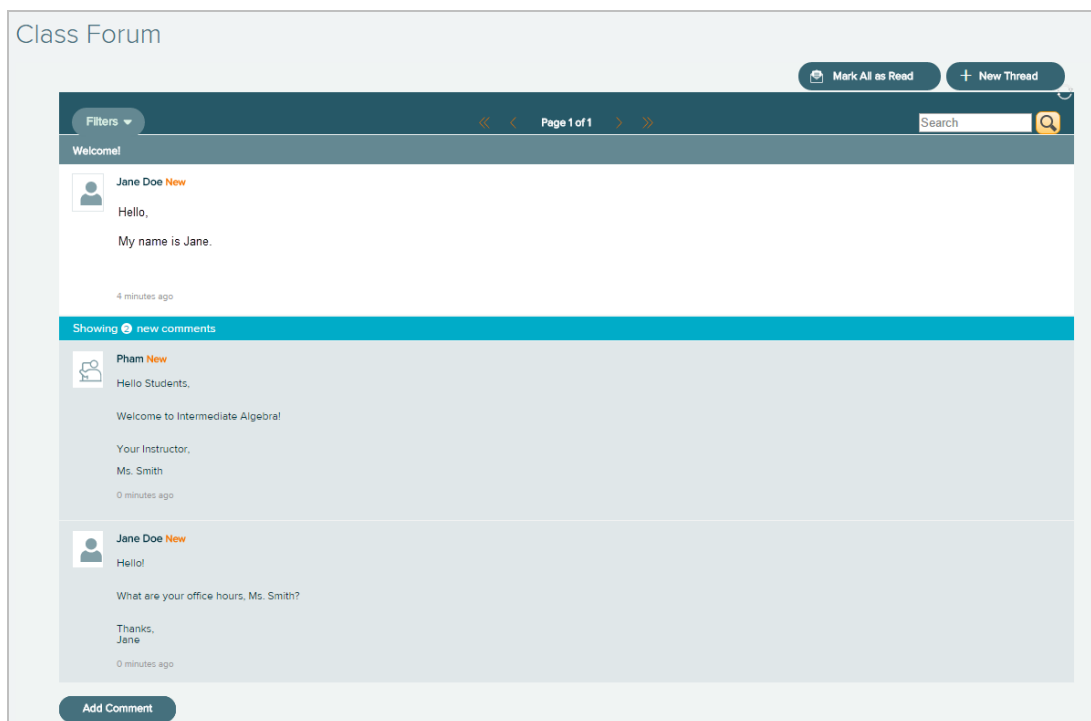 Class Forum
Mark All as Read
New Thread
Filters
Page 1 of 1
Search
Welcome!
Jane Doe New
Hello,
My name is Jane.
4 minutes ago
Showing 2 new comments
Pham New
Hello Students,
Welcome to Intermediate Algebra!
Your Instructor,
Ms. Smith
0 minutes ago
Jane Doe New
Hello!
What are your office hours, Ms. Smith?
Thanks,
Jane
0 minutes ago
Add Comment